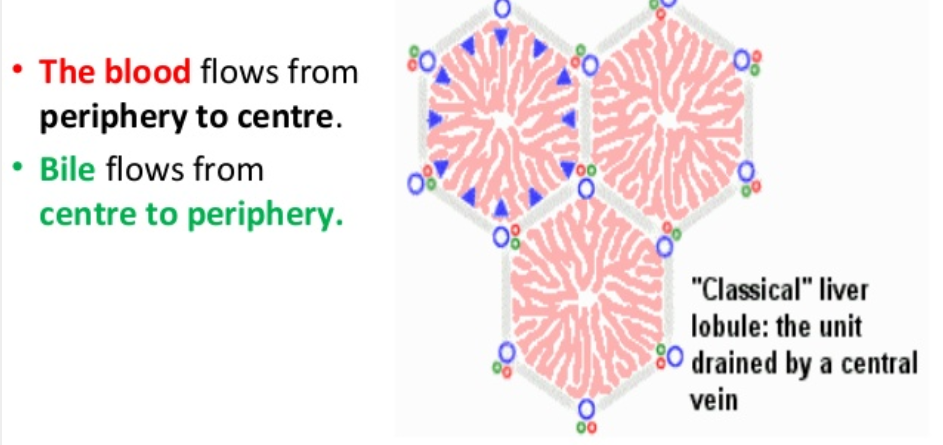 • The blood flows from
periphery to centre.
• Bile flows from
centre to periphery.
"Classical" liver
lobule: the unit
drained by a central
vein